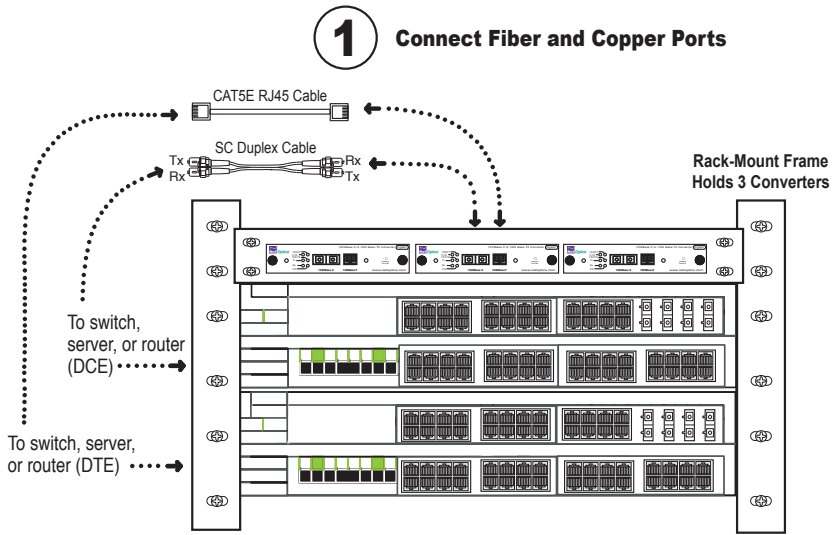 1 Connect Fiber and Copper Ports
CAT5E RJ45 Cable
SC Duplex Cable
Tx
Rx
Rx
Tx
Rack-Mount Frame
Holds 3 Converters
To switch,
server, or router
(DCE)
To switch, server,
or router (DTE)